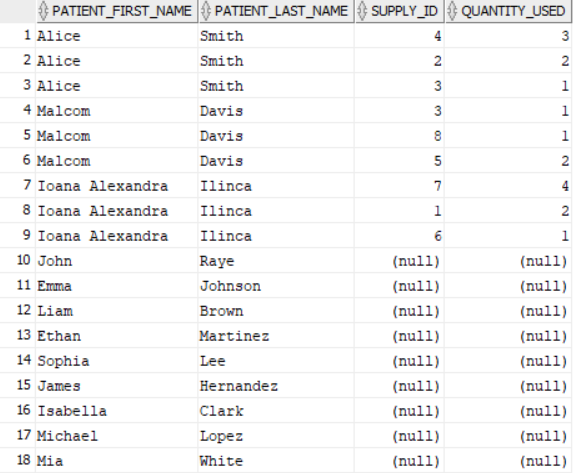 PATIENT_FIRST_NAME PATIENT_LAST_NAME SUPPLY_ID QUANTITY_USED
1 Alice Smith 4 3
2 Alice Smith 2 2
3 Alice Smith 3 1
4 Malcom Davis 3 1
5 Malcom Davis 8 1
6 Malcom Davis 5 2
7 Ioana Alexandra Ilinca 7 4
8 Ioana Alexandra Ilinca 1 2
9 Ioana Alexandra Ilinca 6 1
10 John Raye (null) (null)
11 Emma Johnson (null) (null)
12 Liam Brown (null) (null)
13 Ethan Martinez (null) (null)
14 Sophia Lee (null) (null)
15 James Hernandez (null) (null)
16 Isabella Clark (null) (null)
17 Michael Lopez (null) (null)
18 Mia White (null) (null)